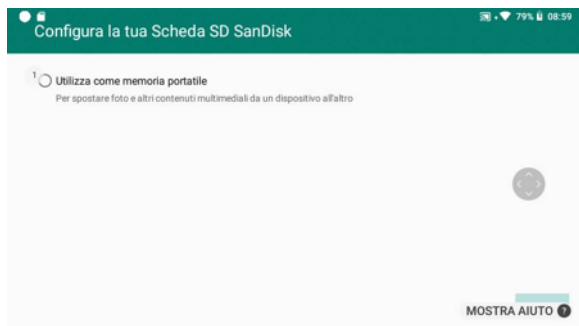 79% 08:59
Configura la tua Scheda SD SanDisk
1 Utilizza come memoria portatile
Per spostare foto e altri contenuti multimediali da un dispositivo all'altro
MOSTRA AIUTO ?